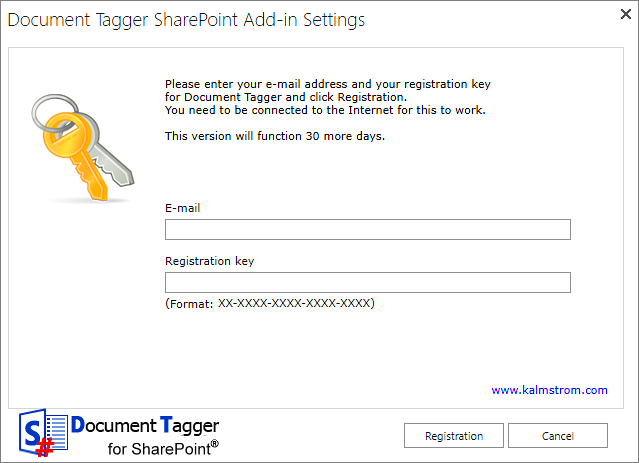 Document Tagger SharePoint Add-in Settings
Please enter your e-mail address and your registration key
for Document Tagger and click Registration.
You need to be connected to the Internet for this to work.
This version will function 30 more days.
E-mail
Registration key
(Format: XX-XXXX-XXXX-XXXX-XXXX)
www.kalmstrom.com
S
#
Document Tagger
for SharePoint®
Registration
Cancel